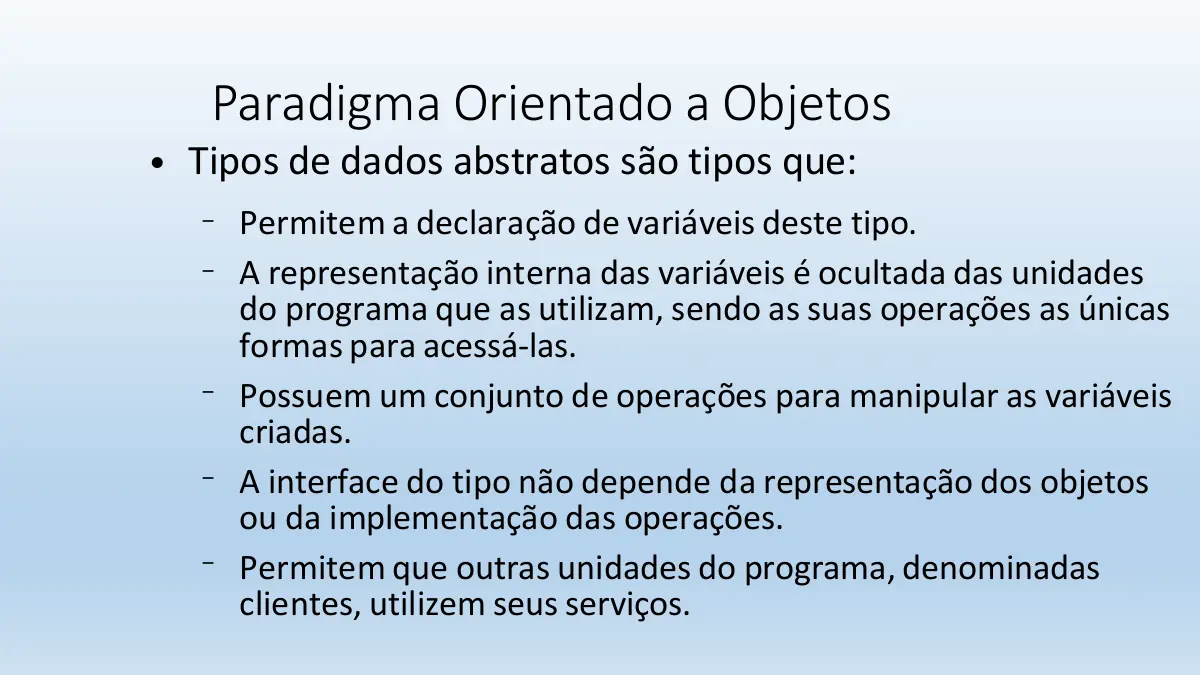 Paradigma Orientado a Objetos
• Tipos de dados abstratos são tipos que:
– Permitem a declaração de variáveis deste tipo.
– A representação interna das variáveis é ocultada das unidades
do programa que as utilizam, sendo as suas operações as únicas
formas para acessá-las.
– Possuem um conjunto de operações para manipular as variáveis
criadas.
– A interface do tipo não depende da representação dos objetos
ou da implementação das operações.
– Permitem que outras unidades do programa, denominadas
clientes, utilizem seus serviços.